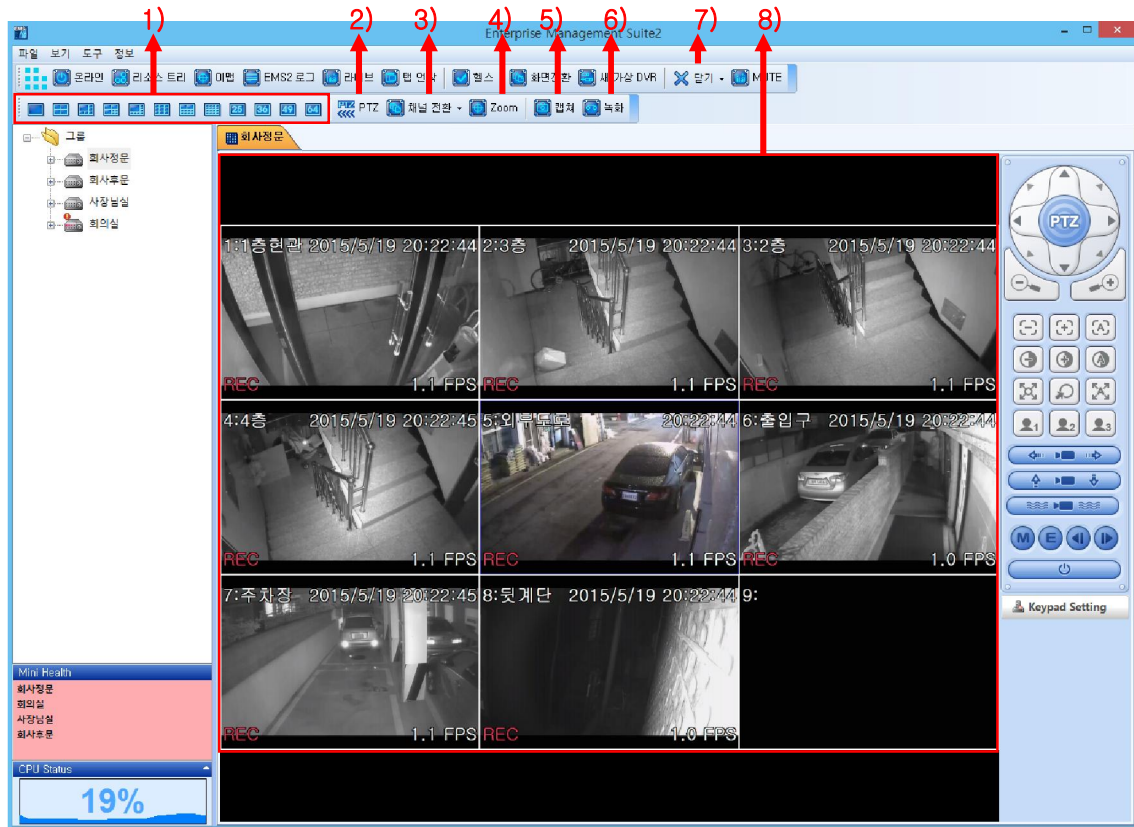 1) 2) 3) 4) 5) 6) 7) 8)
Enterprise Management Suite2
파일 보기 도구 정보
온라인 리소스 트리 이맵 EMS2 로그 라이브 탭 헬스 화면전환 새 가상 DVR 닫기 MUTE
25 36 49 64 PTZ 채널 전환 Zoom 캡쳐 녹화
그룹
회사정문
회사후문
사장님실
회의실
회사정문
1:1층현관 2015/5/19 20:22:44
REC 1.1 FPS
2:3층 2015/5/19 20:22:44
REC 1.1 FPS
3:2층 2015/5/19 20:22:44
REC 1.1 FPS
4:4층 2015/5/19 20:22:45
REC 1.1 FPS
5:외부도로 20:22:44
1.1 FPS
6:출입구 2015/5/19 20:22:44
REC 1.0 FPS
7:주차장 2015/5/19 20:22:45
REC 1.1 FPS
8:뒷계단 2015/5/19 20:22:44
REC 1.0 FPS
9:
PTZ
A
A
1 2 3
M E
Keypad Setting
Mini Health
회사정문
회의실
사장님실
회사후문
CPU Status
19%